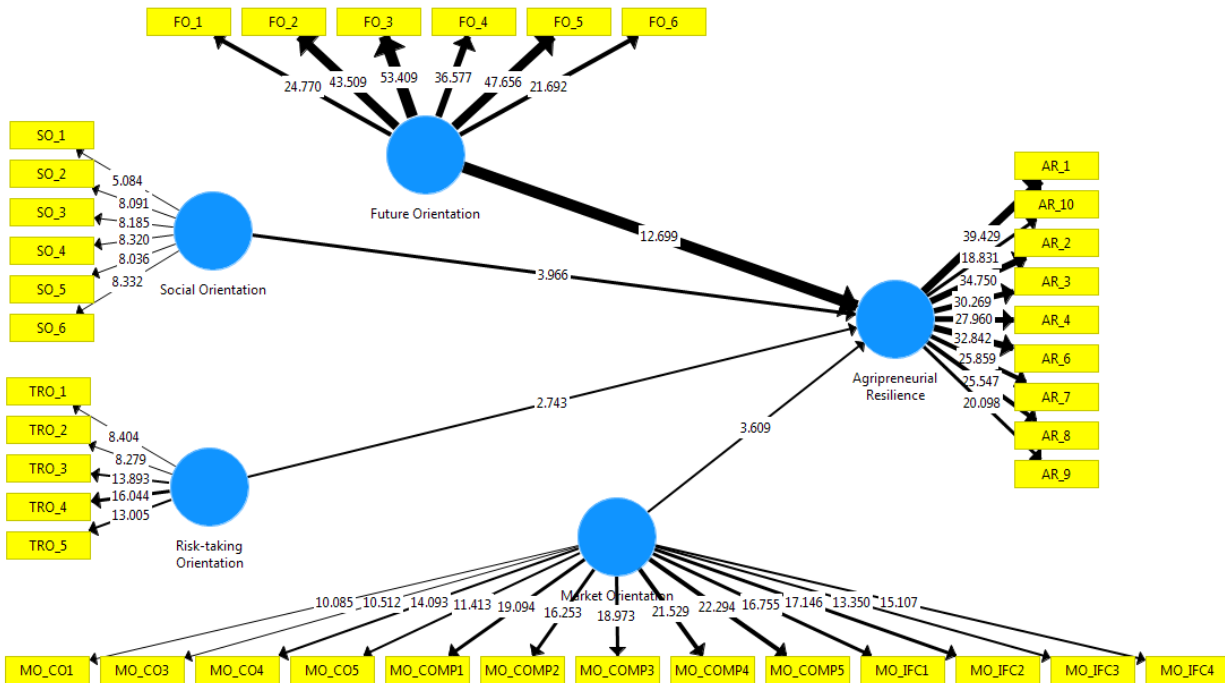 FO_1
FO_2
FO_3
FO_4
FO_5
FO_6
24.770
43.509
53.409
36.577
47.656
21.692
Future Orientation
SO_1
SO_2
SO_3
SO_4
SO_5
SO_6
5.084
8.091
8.185
8.320
8.036
8.332
Social Orientation
12.699
3.966
2.743
3.609
AR_1
AR_10
AR_2
AR_3
AR_4
AR_6
AR_7
AR_8
AR_9
39.429
18.831
34.750
30.269
27.960
32.842
25.859
25.547
20.098
Agripreneurial
Resilience
TRO_1
TRO_2
TRO_3
TRO_4
TRO_5
8.404
8.279
13.893
16.044
13.005
Risk-taking
Orientation
Market Orientation
10.085
10.512
14.093
11.413
19.094
16.253
18.973
21.529
22.294
16.755
17.146
13.350
15.107
MO_CO1
MO_CO3
MO_CO4
MO_CO5
MO_COMP1
MO_COMP2
MO_COMP3
MO_COMP4
MO_COMP5
MO_IFC1
MO_IFC2
MO_IFC3
MO_IFC4